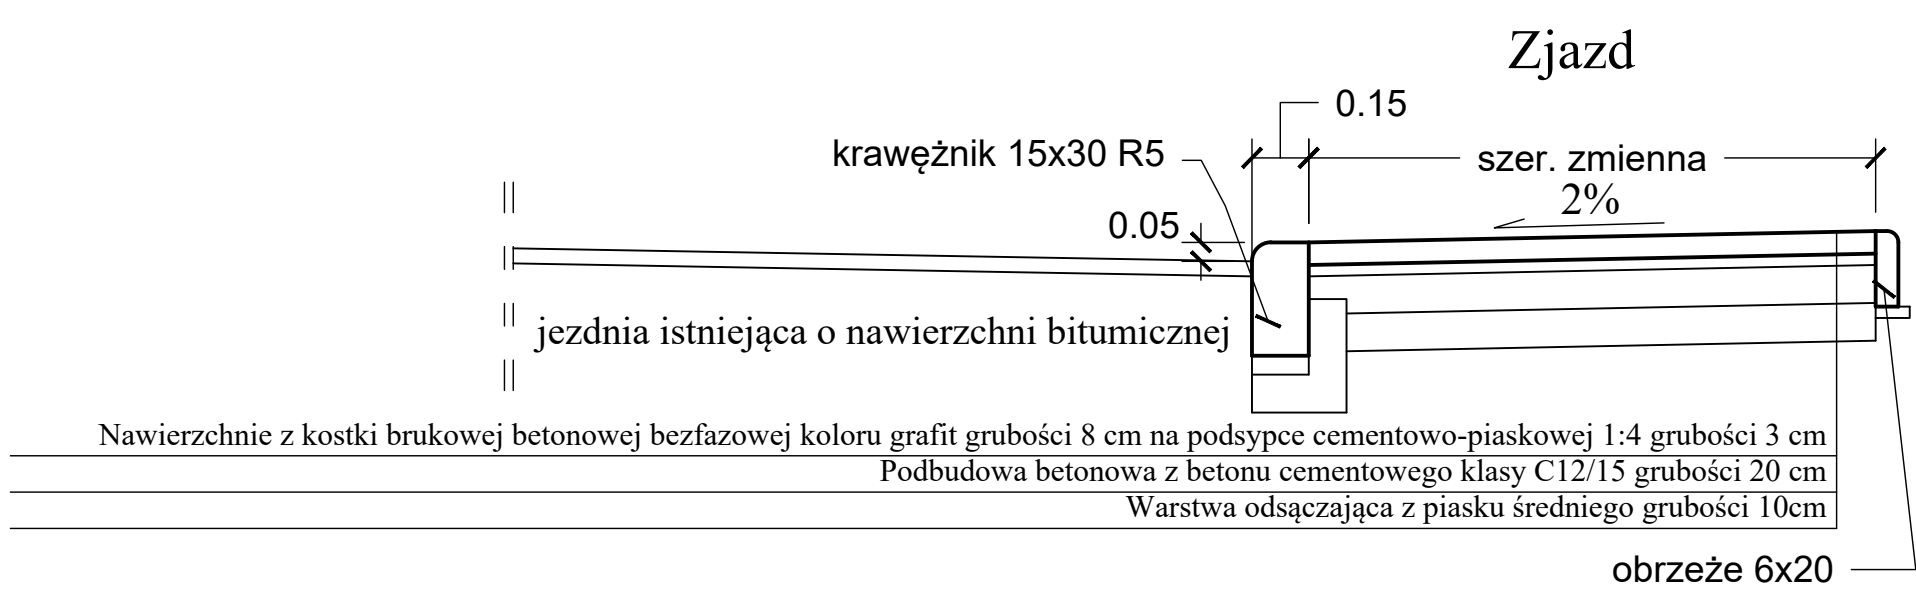 Zjazd
0.15
krawężnik 15x30 R5
szer. zmienna
2%
0.05
jezdnia istniejąca o nawierzchni bitumicznej
Nawierzchnie z kostki brukowej betonowej bezfazowej koloru grafit grubości 8 cm na podsypce cementowo-piaskowej 1:4 grubości 3 cm
Podbudowa betonowa z betonu cementowego klasy C12/15 grubości 20 cm
Warstwa odsączająca z piasku średniego grubości 10cm
obrzeże 6x20